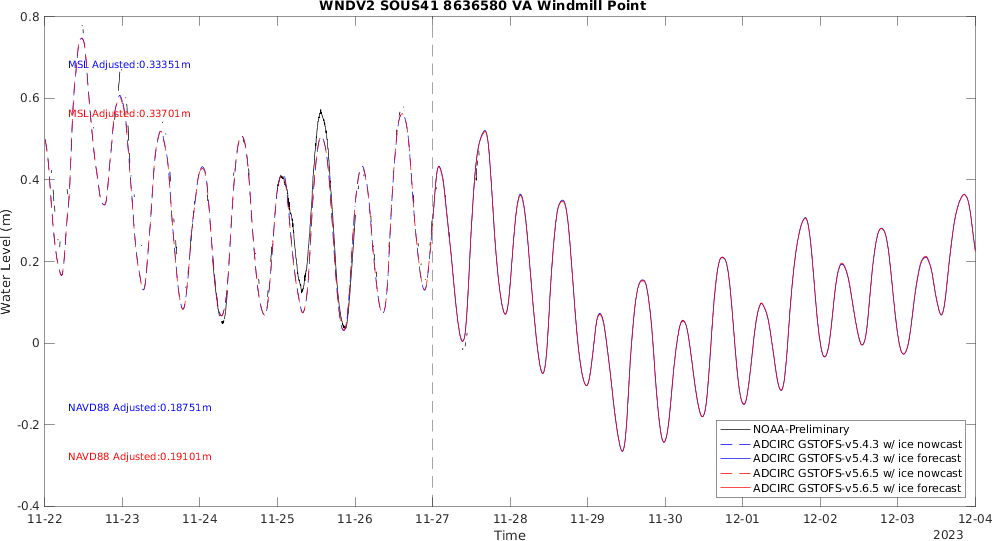 WNDV2 SOUS41 8636580 VA Windmill Point
0.8
0.6
0.4
0.2
0
-0.2
-0.4
Water Level (m)
MSL Adjusted:0.33351m
MSL Adjusted:0.33701m
NAVD88 Adjusted:0.18751m
NAVD88 Adjusted:0.19101m
NOAA-Preliminary
ADCIRC GSTOFS-v5.4.3 w/ ice nowcast
ADCIRC GSTOFS-v5.4.3 w/ ice forecast
ADCIRC GSTOFS-v5.6.5 w/ ice nowcast
ADCIRC GSTOFS-v5.6.5 w/ ice forecast
11-22 11-23 11-24 11-25 11-26 11-27 11-28 11-29 11-30 12-01 12-02 12-03 12-04
Time
2023